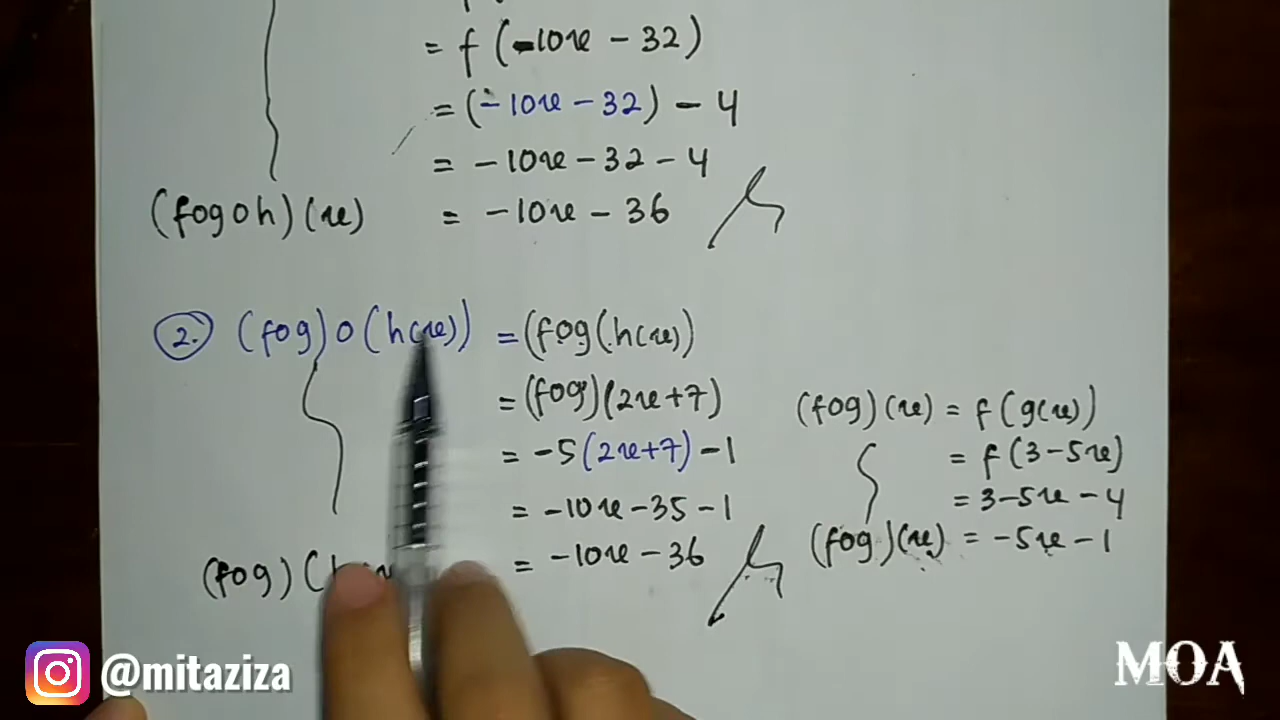 = f (-10x - 32)
= (-10x - 32) - 4
= -10x - 32 - 4
(fogoh)(x) = -10x - 36
2. (fog)o(h(x)) = (fog(h(x))
= (fog)(2x+7)
= -5(2x+7) -1
= -10x - 35 - 1
(fog)( = -10x - 36
(fog)(x) = f(g(x))
= f(3-5x)
= 3-5x - 4
(fog)(x) = -5x - 1
@mitaziza
MOA